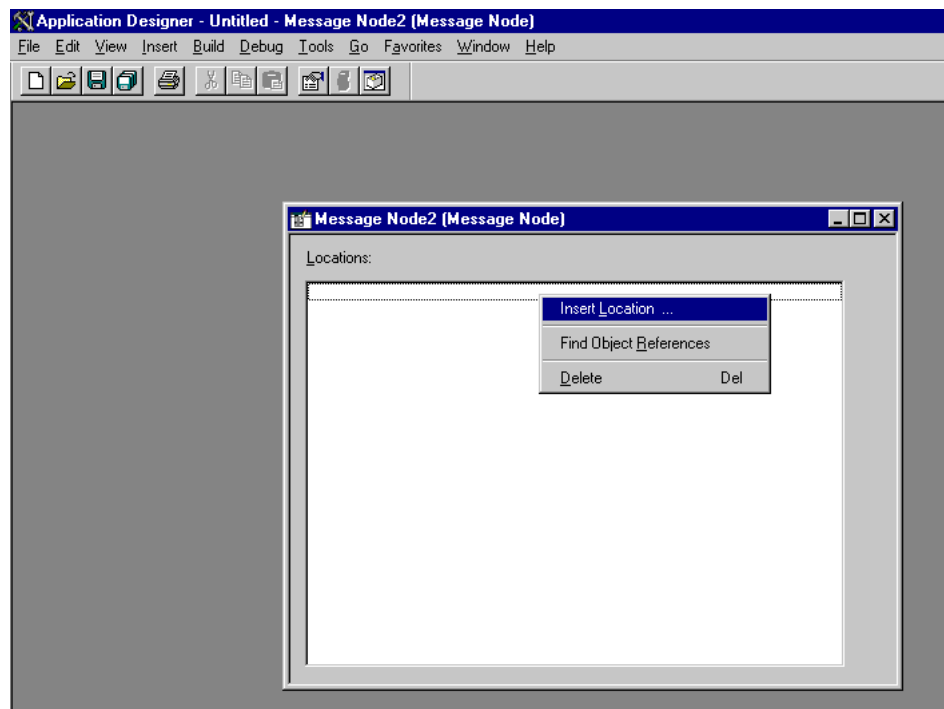 Application Designer - Untitled - Message Node2 (Message Node)
File Edit View Insert Build Debug Tools Go Favorites Window Help
Message Node2 (Message Node)
Locations:
Insert Location ...
Find Object References
Delete Del